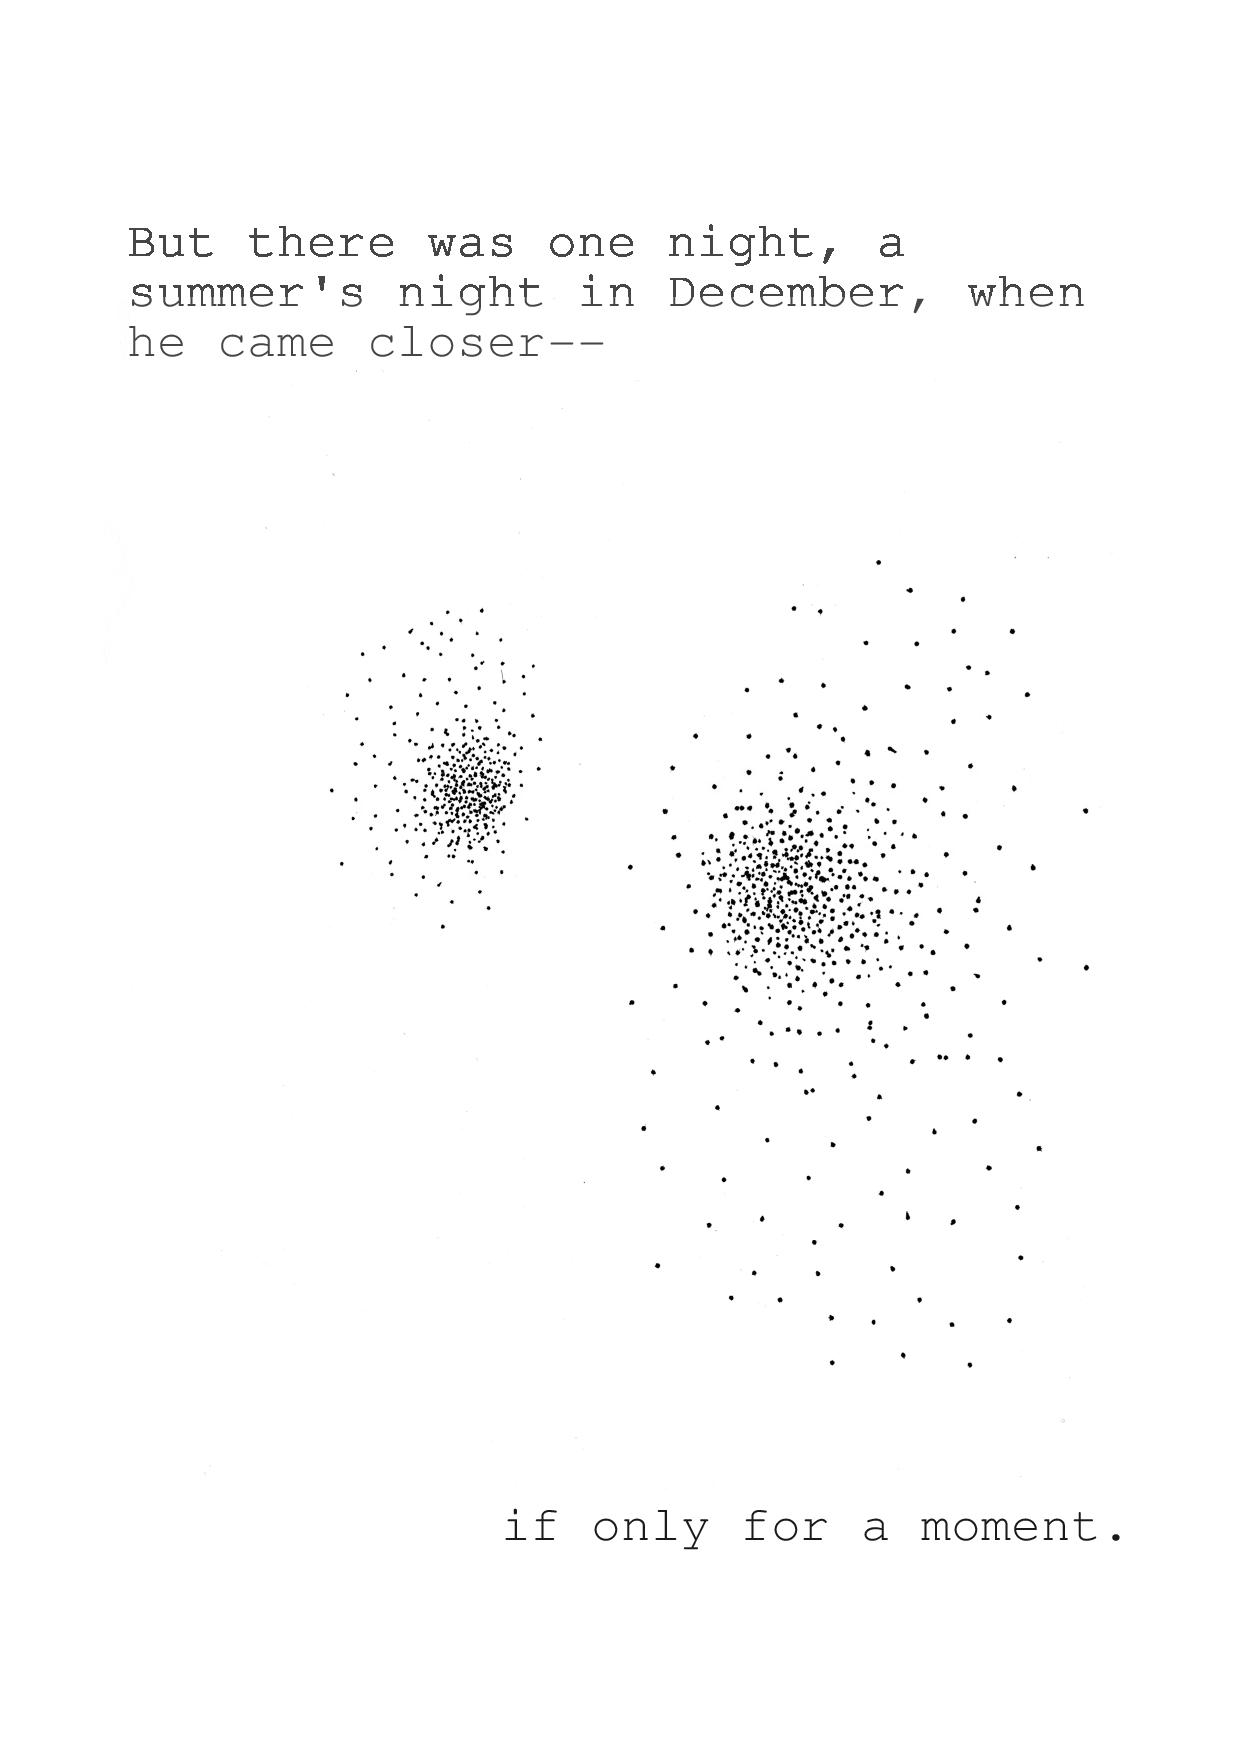 But there was one night, a
summer's night in December, when
he came closer--
if only for a moment.